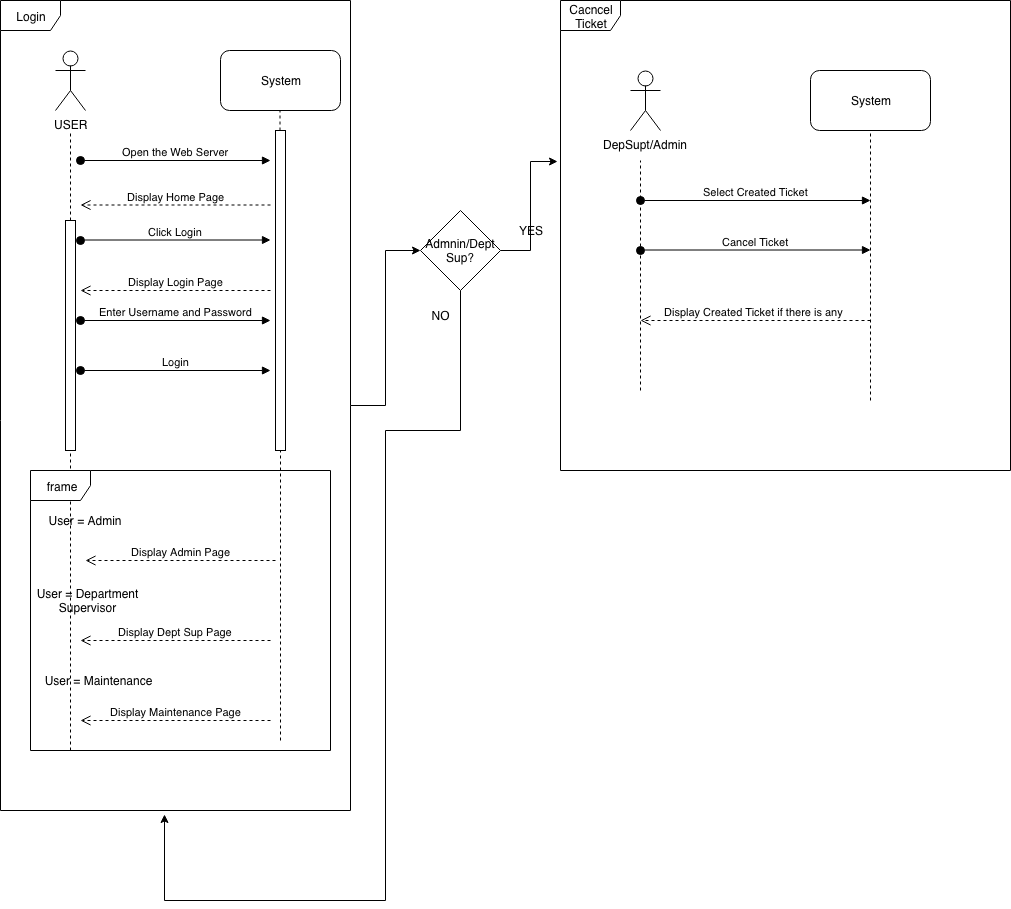 Login
USER
System
Open the Web Server
Display Home Page
Click Login
Display Login Page
Enter Username and Password
Login
frame
User = Admin
Display Admin Page
User = Department
Supervisor
Display Dept Sup Page
User = Maintenance
Display Maintenance Page
Admnin/Dept
Sup?
YES
NO
Cacncel
Ticket
DepSupt/Admin
System
Select Created Ticket
Cancel Ticket
Display Created Ticket if there is any